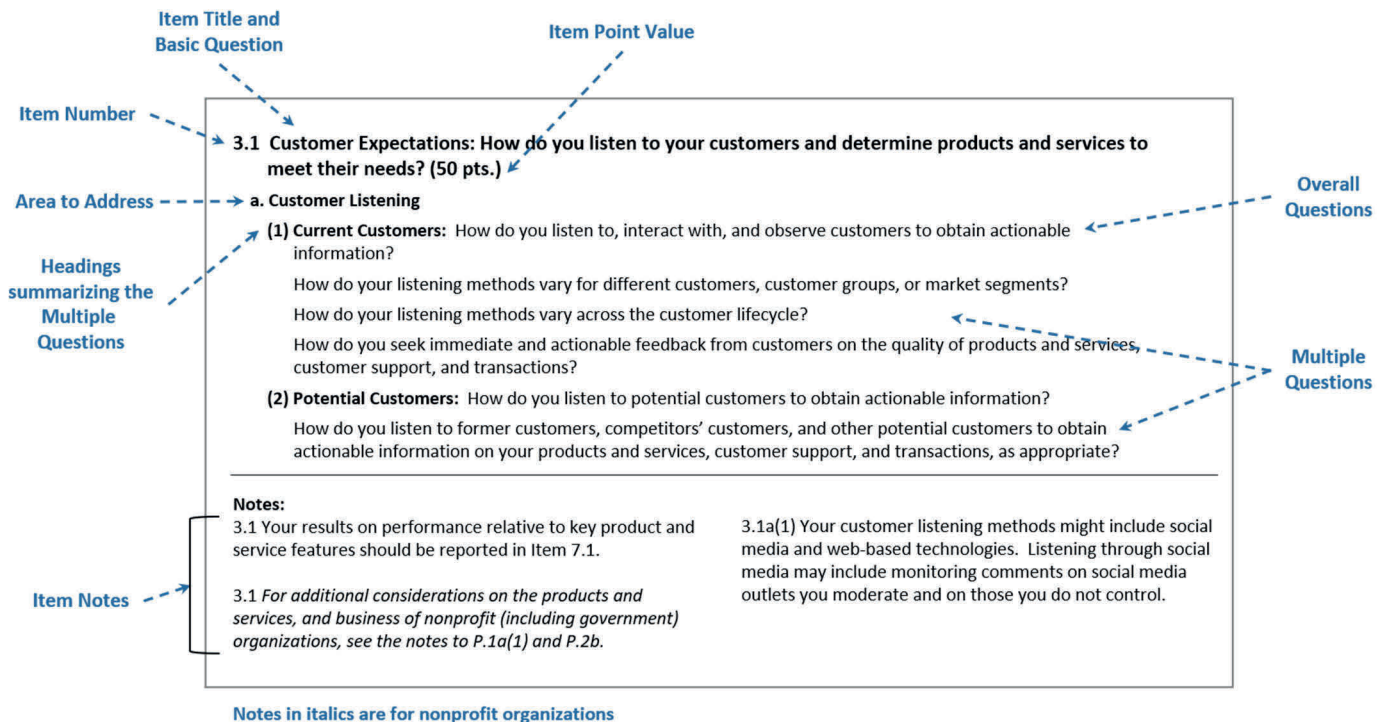 Item Title and
Basic Question
Item Point Value
Item Number
3.1 Customer Expectations: How do you listen to your customers and determine products and services to
meet their needs? (50 pts.)
Area to Address
a. Customer Listening
Overall
Questions
(1) Current Customers: How do you listen to, interact with, and observe customers to obtain actionable
information?
Headings
summarizing the
Multiple
Questions
How do your listening methods vary for different customers, customer groups, or market segments?
How do your listening methods vary across the customer lifecycle?
How do you seek immediate and actionable feedback from customers on the quality of products and services,
customer support, and transactions?
Multiple
Questions
(2) Potential Customers: How do you listen to potential customers to obtain actionable information?
How do you listen to former customers, competitors’ customers, and other potential customers to obtain
actionable information on your products and services, customer support, and transactions, as appropriate?
Notes:
3.1 Your results on performance relative to key product and
service features should be reported in Item 7.1.
Item Notes
3.1 For additional considerations on the products and
services, and business of nonprofit (including government)
organizations, see the notes to P.1a(1) and P.2b.
3.1a(1) Your customer listening methods might include social
media and web-based technologies. Listening through social
media may include monitoring comments on social media
outlets you moderate and on those you do not control.
Notes in italics are for nonprofit organizations